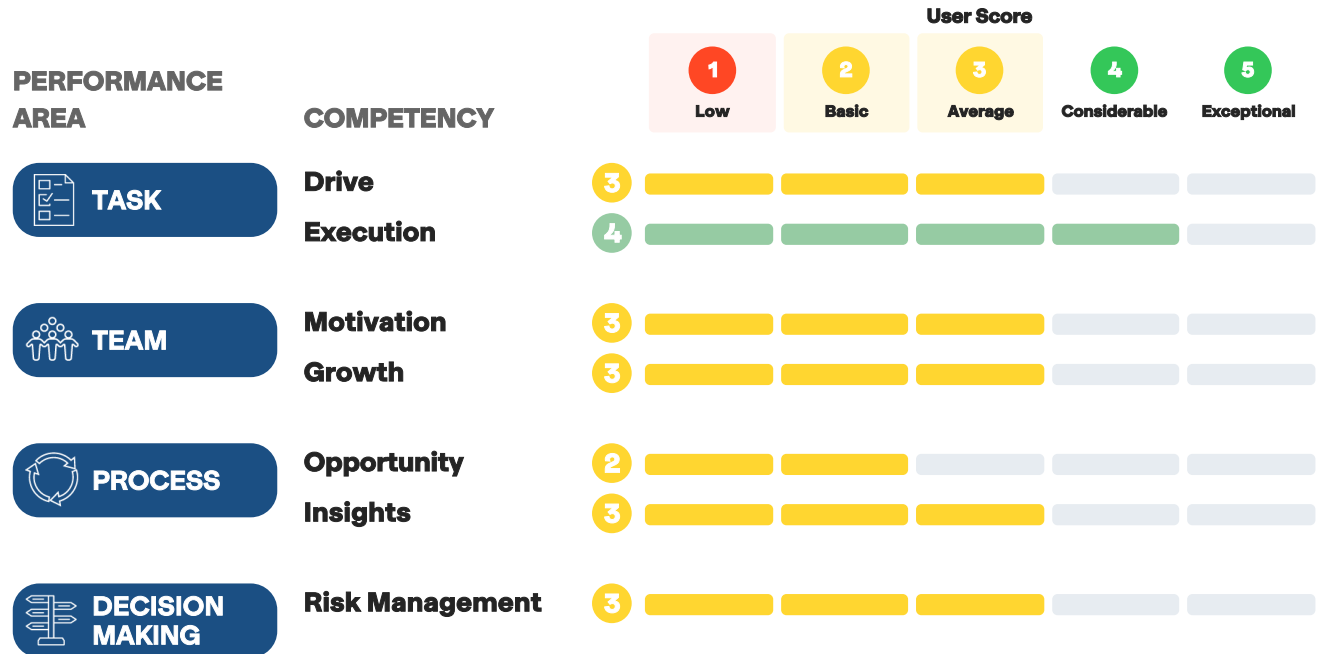 User Score
1 2 3 4 5
Low Basic Average Considerable Exceptional
PERFORMANCE
AREA
COMPETENCY
TASK
Drive 3
Execution 4
TEAM
Motivation 3
Growth 3
PROCESS
Opportunity 2
Insights 3
DECISION
MAKING
Risk Management 3